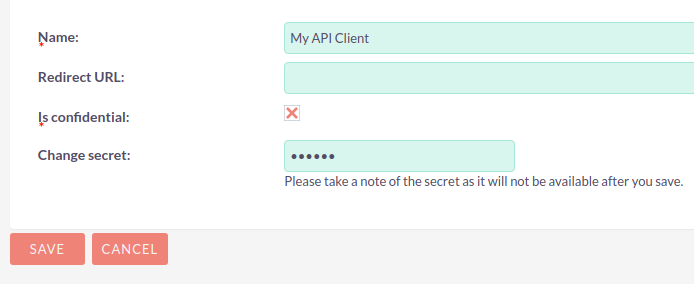 Name:
*
My API Client
Redirect URL:
Is confidential:
*
Change secret:
••••••
Please take a note of the secret as it will not be available after you save.
SAVE
CANCEL